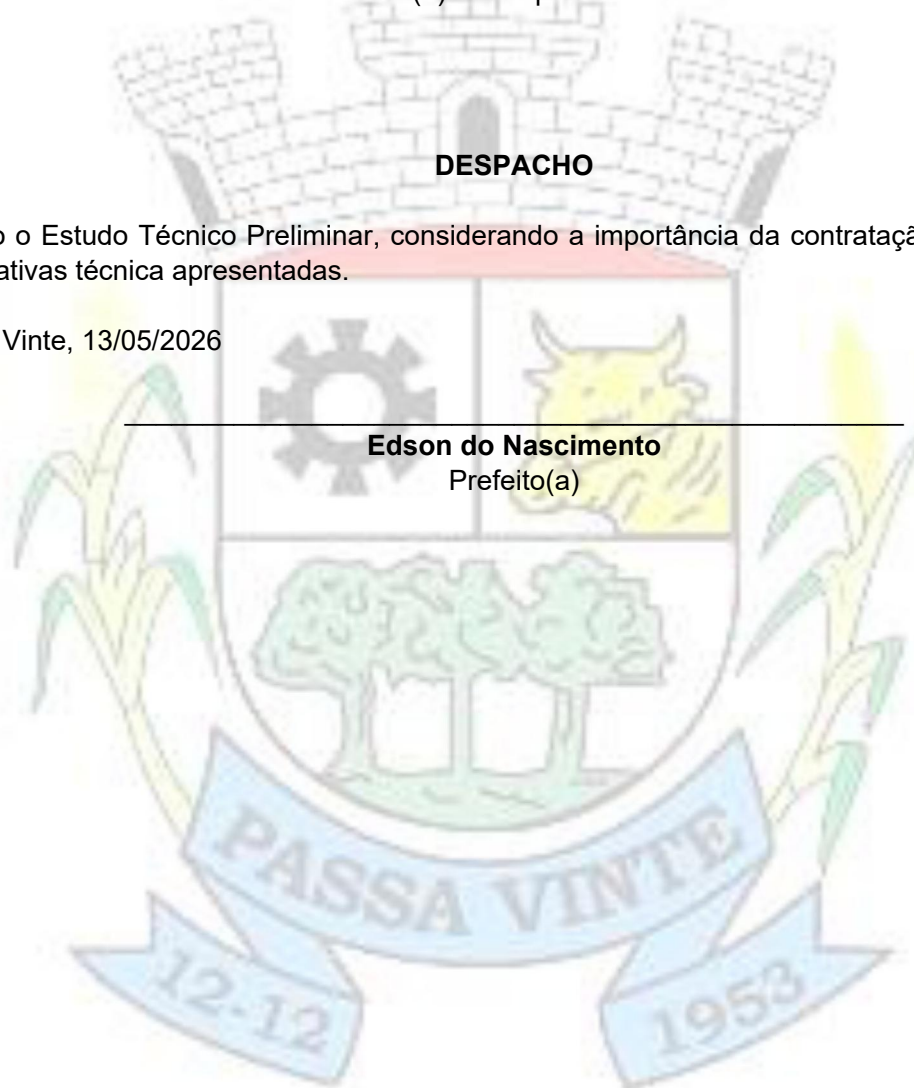 DESPACHO
o Estudo Técnico Preliminar, considerando a importância da
ativas técnica apresentadas.
Vinte, 13/05/2026
Edson do Nascimento
Prefeito(a)
PASSA VINTE
12-12
1953